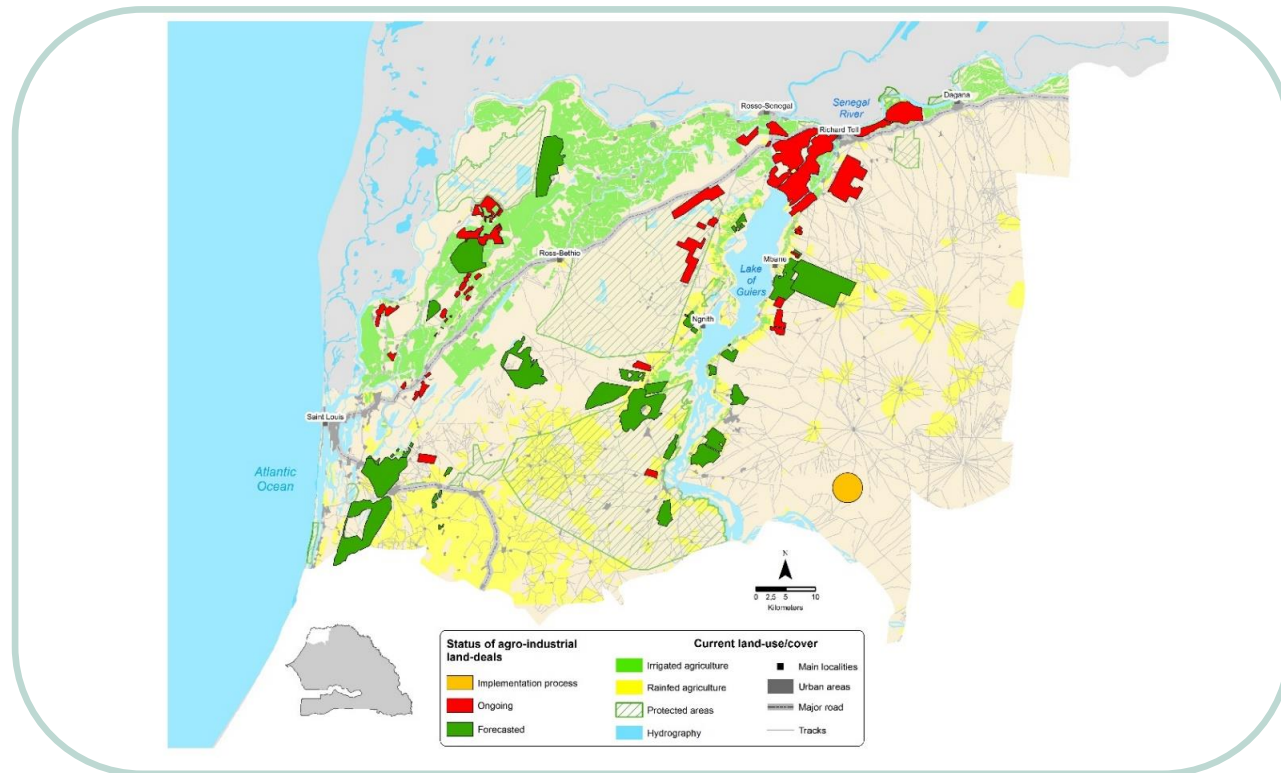 Dagana
Senegal
River
Rosso-Senegal
Richard Toll
Ross-Bethio
Mbane
Lake
of
Guiers
Ngnith
Saint Louis
Atlantic
Ocean
N
0 2,5 5 10
Kilometers
Status of agro-industrial
land-deals
Implementation process
Ongoing
Forecasted
Current land-use/cover
Irrigated agriculture
Rainfed agriculture
Protected areas
Hydrography
Main localities
Urban areas
Major road
Tracks